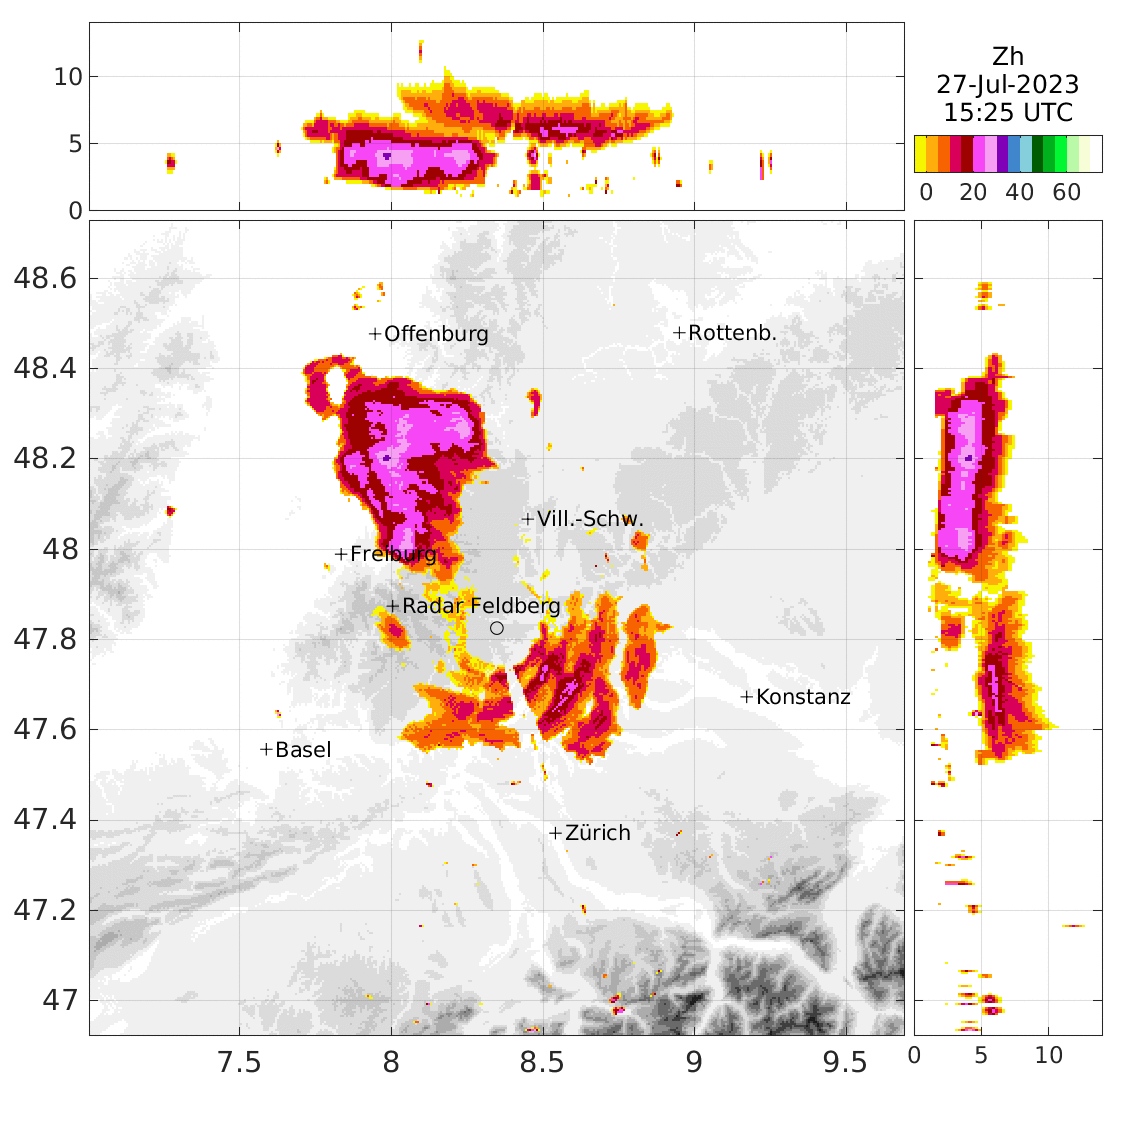 Zh
27-Jul-2023
15:25 UTC
0 20 40 60
10
5
0
48.6
48.4
48.2
48
47.8
47.6
47.4
47.2
47
Offenburg
Rottenb.
Vill.-Schw.
Freiburg
Radar Feldberg
Konstanz
Basel
Zürich
7.5 8 8.5 9 9.5
0 5 10